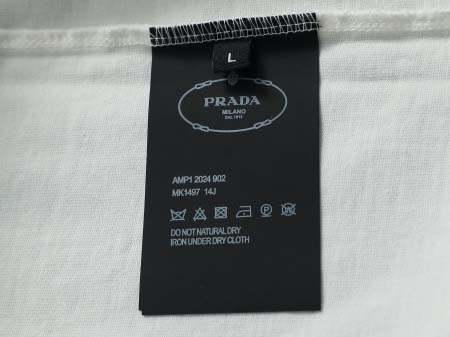 L
PRADA
MILANO
DAL 1913
AMP1 2024 902
MK1497 14J
DO NOT NATURAL DRY
IRON UNDER DRY CLOTH